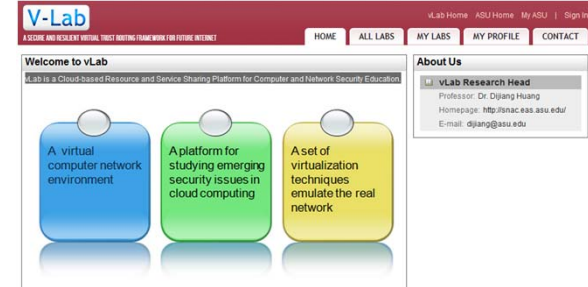 V-Lab
vLab Home ASU Home My ASU | Sign In
A SECURE AND RESILIENT VIRTUAL TRUST ROUTING FRAMEWORK FOR FUTURE INTERNET
HOME ALL LABS MY LABS MY PROFILE CONTACT
Welcome to vLab
vLab is a Cloud-based Resource and Service Sharing Platform for Computer and Network Security Education
A virtual
computer network
environment
A platform for
studying emerging
security issues in
cloud computing
A set of
virtualization
techniques
emulate the real
network
About Us
vLab Research Head
Professor: Dr. Dijiang Huang
Homepage: http://snac.eas.asu.edu/
E-mail: dijiang@asu.edu